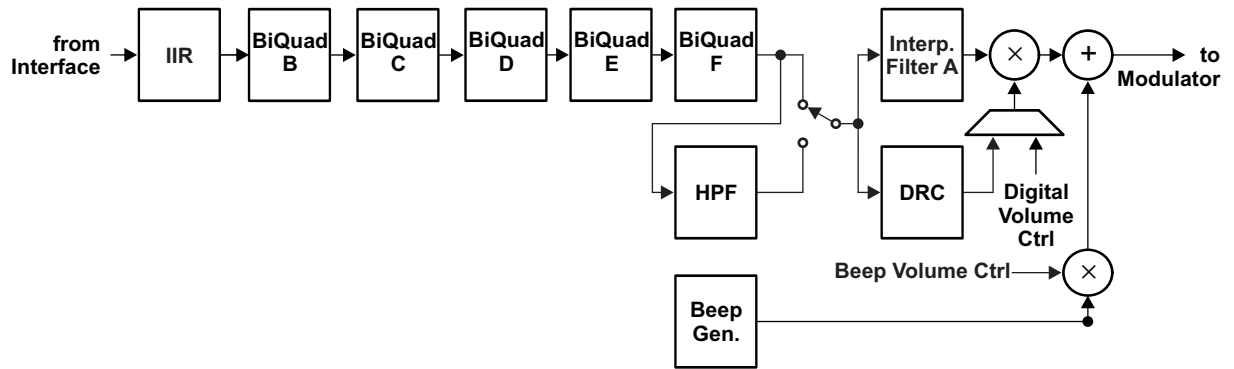 from
Interface
IIR
BiQuad
B
BiQuad
C
BiQuad
D
BiQuad
E
BiQuad
F
Interp.
Filter A
×
+
to
Modulator
HPF
DRC
Digital
Volume
Ctrl
Beep Volume Ctrl
×
Beep
Gen.